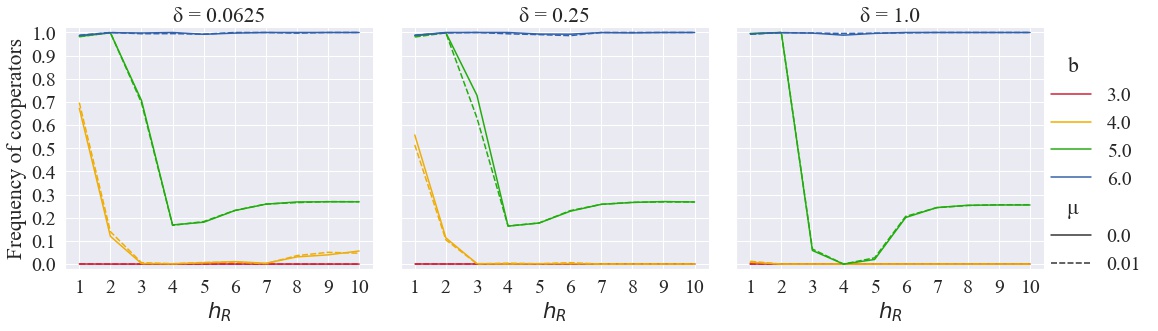 δ = 0.0625 δ = 0.25 δ = 1.0
Frequency of cooperators
1.0
0.9
0.8
0.7
0.6
0.5
0.4
0.3
0.2
0.1
0.0
1 2 3 4 5 6 7 8 9 10
1 2 3 4 5 6 7 8 9 10
1 2 3 4 5 6 7 8 9 10
h_R h_R h_R
b
3.0
4.0
5.0
6.0
μ
0.0
0.01